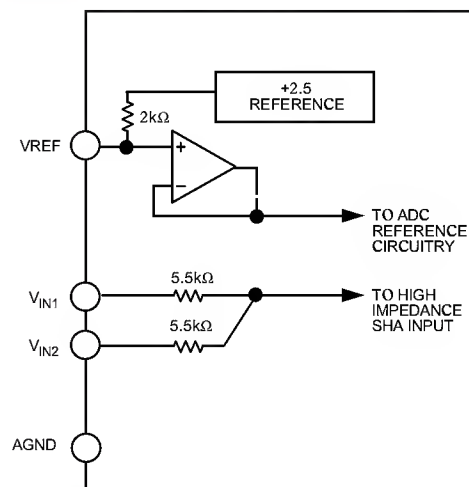 +2.5
REFERENCE
2kΩ
VREF
+
−
TO ADC
REFERENCE
CIRCUITRY
5.5kΩ
VIN1
TO HIGH
IMPEDANCE
SHA INPUT
5.5kΩ
VIN2
AGND